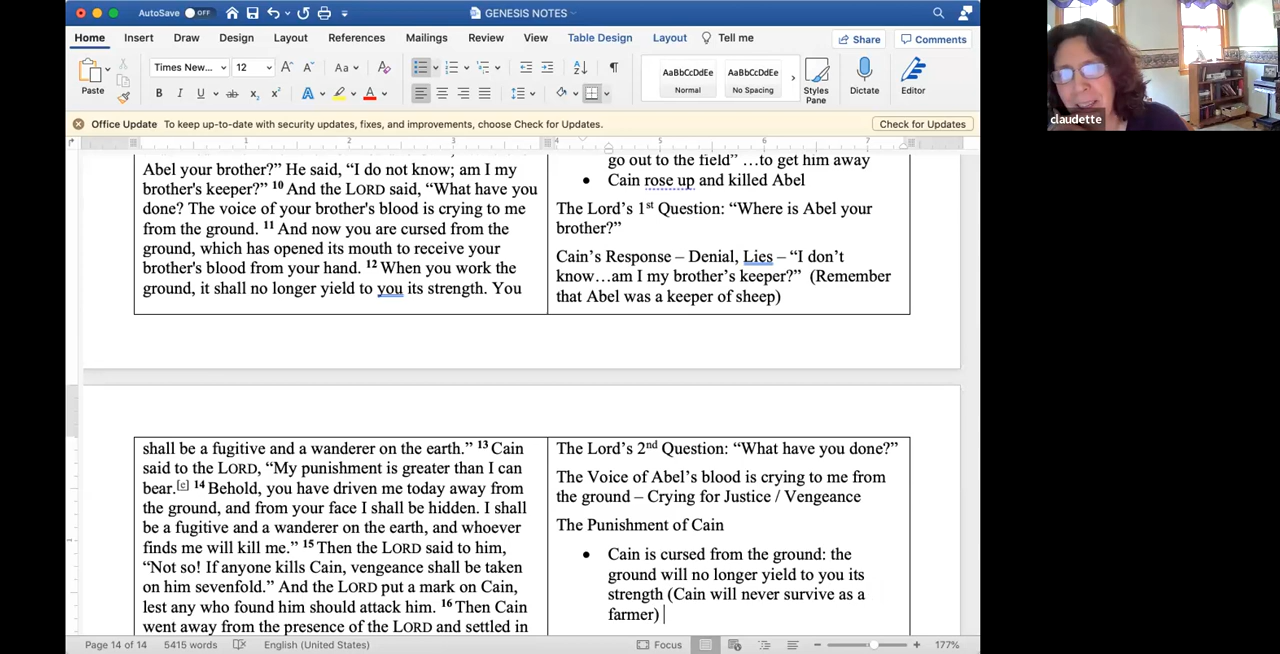 AutoSave OFF
GENESIS NOTES
Home Insert Draw Design Layout References Mailings Review View Table Design Layout Tell me
Share Comments
Paste
Times New... 12 Aa
B I U ab x2 x2 A A
AaBbCcDdEe
Normal
AaBbCcDdEe
No Spacing
Styles
Pane
Dictate
Editor
Office Update To keep up-to-date with security updates, fixes, and improvements, choose Check for Updates. Check for Updates
1 2 3 4 5 6 7
Abel your brother?” He said, “I do not know; am I my
brother's keeper?” 10 And the LORD said, “What have you
done? The voice of your brother's blood is crying to me
from the ground. 11 And now you are cursed from the
ground, which has opened its mouth to receive your
brother's blood from your hand. 12 When you work the
ground, it shall no longer yield to you its strength. You
go out to the field” …to get him away
• Cain rose up and killed Abel
The Lord’s 1st Question: “Where is Abel your
brother?”
Cain’s Response – Denial, Lies – “I don’t
know…am I my brother’s keeper?” (Remember
that Abel was a keeper of sheep)
shall be a fugitive and a wanderer on the earth.” 13 Cain
said to the LORD, “My punishment is greater than I can
bear.[c] 14 Behold, you have driven me today away from
the ground, and from your face I shall be hidden. I shall
be a fugitive and a wanderer on the earth, and whoever
finds me will kill me.” 15 Then the LORD said to him,
“Not so! If anyone kills Cain, vengeance shall be taken
on him sevenfold.” And the LORD put a mark on Cain,
lest any who found him should attack him. 16 Then Cain
went away from the presence of the LORD and settled in
The Lord’s 2nd Question: “What have you done?”
The Voice of Abel’s blood is crying to me from
the ground – Crying for Justice / Vengeance
The Punishment of Cain
• Cain is cursed from the ground: the
ground will no longer yield to you its
strength (Cain will never survive as a
farmer)
Page 14 of 14 5415 words English (United States) Focus 177%
claudette